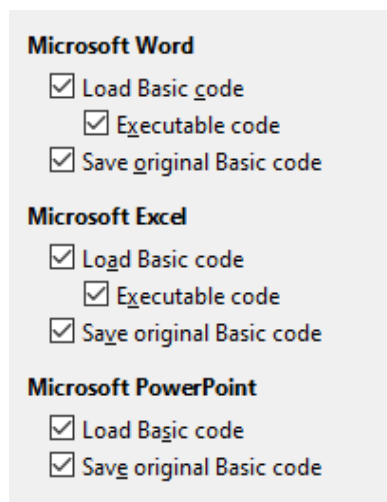 Microsoft Word
Load Basic code
Executable code
Save original Basic code
Microsoft Excel
Load Basic code
Executable code
Save original Basic code
Microsoft PowerPoint
Load Basic code
Save original Basic code